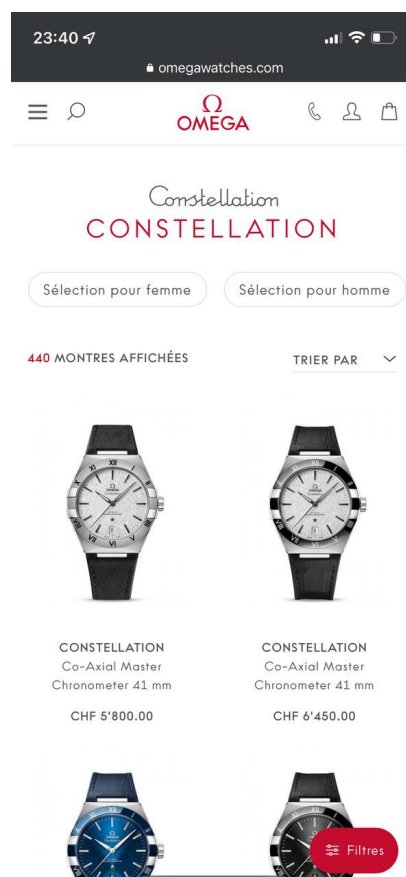 23:40
omegawatches.com
Ω
OMEGA
Constellation
CONSTELLATION
Sélection pour femme
Sélection pour homme
440 MONTRES AFFICHÉES
TRIER PAR
CONSTELLATION
Co-Axial Master
Chronometer 41 mm
CHF 5'800.00
CONSTELLATION
Co-Axial Master
Chronometer 41 mm
CHF 6'450.00
Filtres